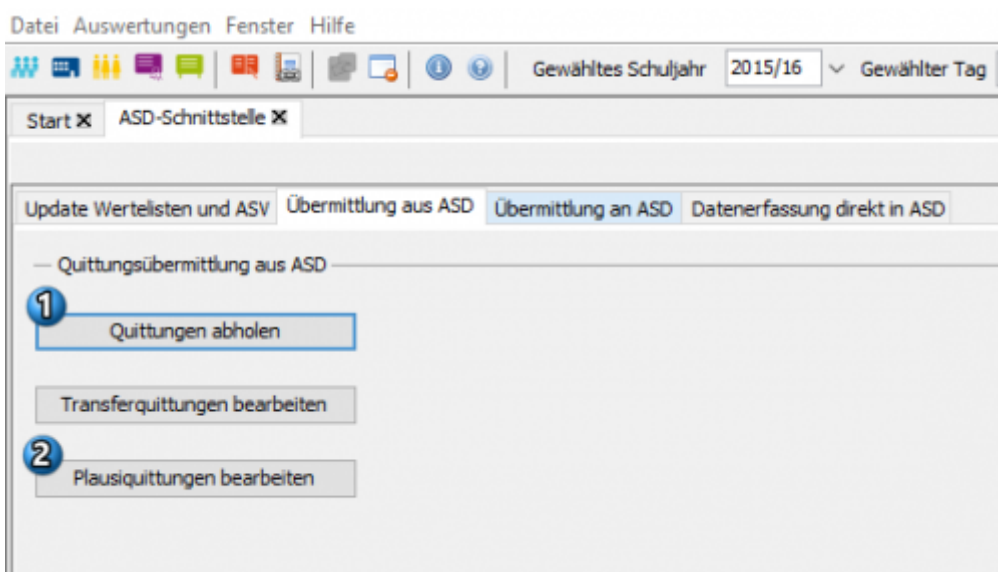 Datei Auswertungen Fenster Hilfe
Gewähltes Schuljahr 2015/16 Gewählter Tag
Start ASD-Schnittstelle
Update Wertelisten und ASV Übermittlung aus ASD Übermittlung an ASD Datenerfassung direkt in ASD
Quittungsübermittlung aus ASD
1
Quittungen abholen
Transferquittungen bearbeiten
2
Plausiquittungen bearbeiten